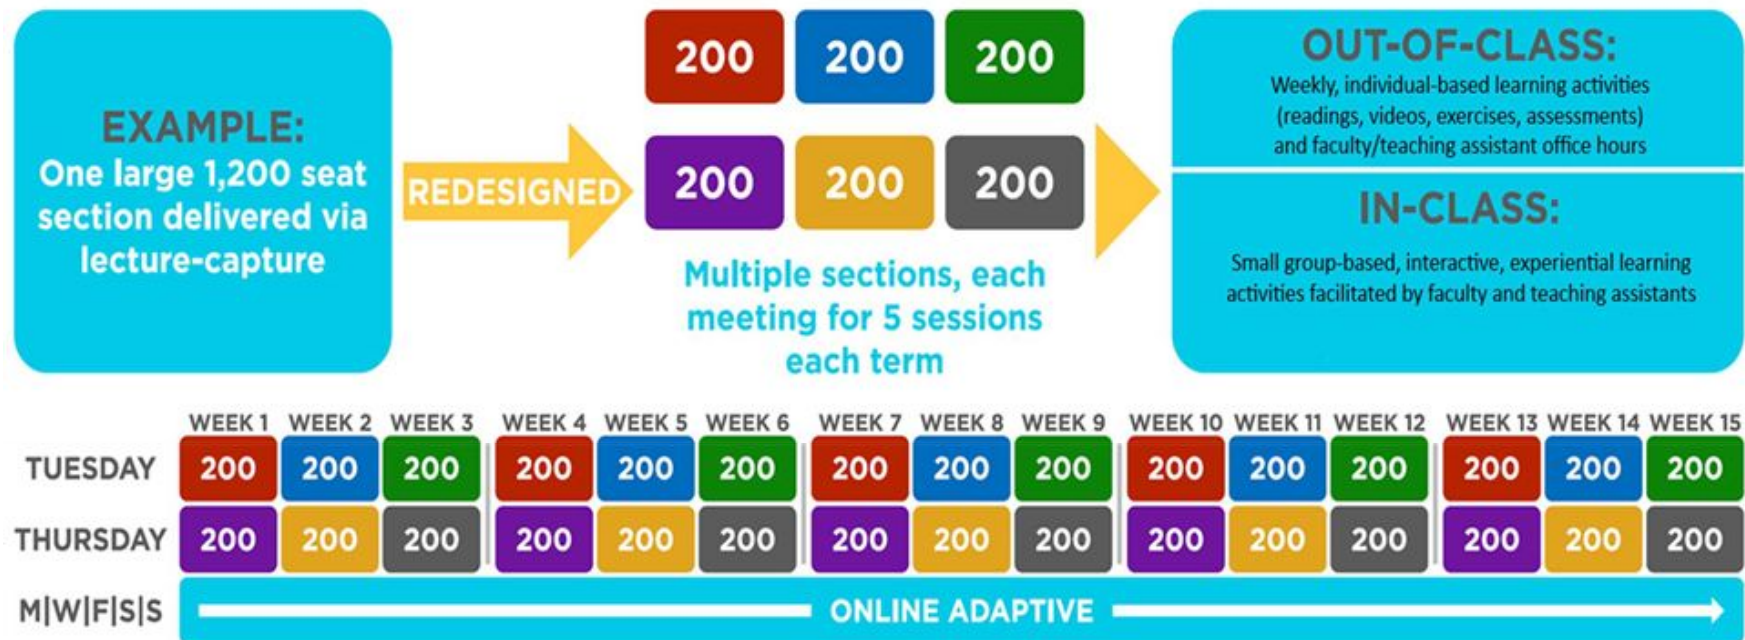 EXAMPLE:
One large 1,200 seat
section delivered via
lecture-capture
REDESIGNED
200 200 200
200 200 200
Multiple sections, each
meeting for 5 sessions
each term
OUT-OF-CLASS:
Weekly, individual-based learning activities
(readings, videos, exercises, assessments)
and faculty/teaching assistant office hours
IN-CLASS:
Small group-based, interactive, experiential learning
activities facilitated by faculty and teaching assistants
WEEK 1 WEEK 2 WEEK 3 WEEK 4 WEEK 5 WEEK 6 WEEK 7 WEEK 8 WEEK 9 WEEK 10 WEEK 11 WEEK 12 WEEK 13 WEEK 14 WEEK 15
TUESDAY 200 200 200 200 200 200 200 200 200 200 200 200 200 200 200
THURSDAY 200 200 200 200 200 200 200 200 200 200 200 200 200 200 200
M|W|F|S|S ONLINE ADAPTIVE